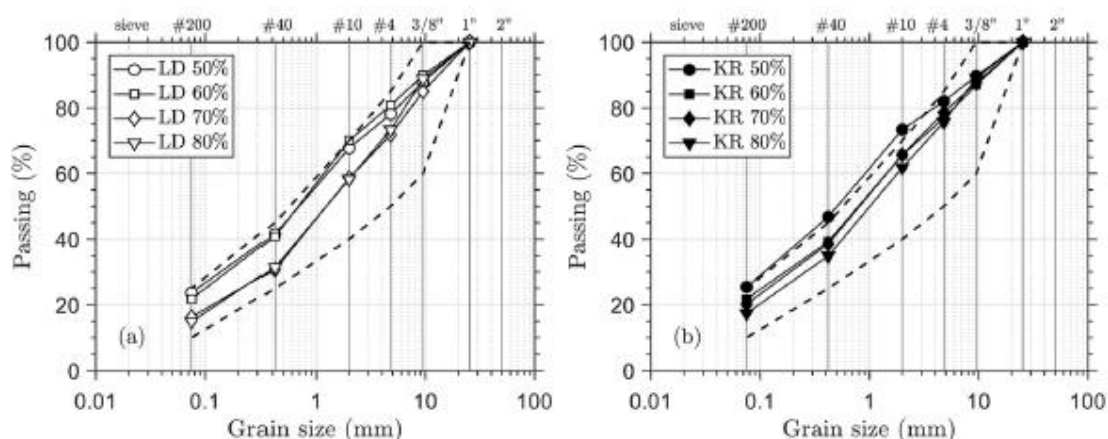 sieve #200 #40 #10 #4 3/8" 1" 2"
100
80
60
40
20
0
Passing (%)
LD 50%
LD 60%
LD 70%
LD 80%
(a)
0.01 0.1 1 10 100
Grain size (mm)
sieve #200 #40 #10 #4 3/8" 1" 2"
100
80
60
40
20
0
Passing (%)
KR 50%
KR 60%
KR 70%
KR 80%
(b)
0.01 0.1 1 10 100
Grain size (mm)